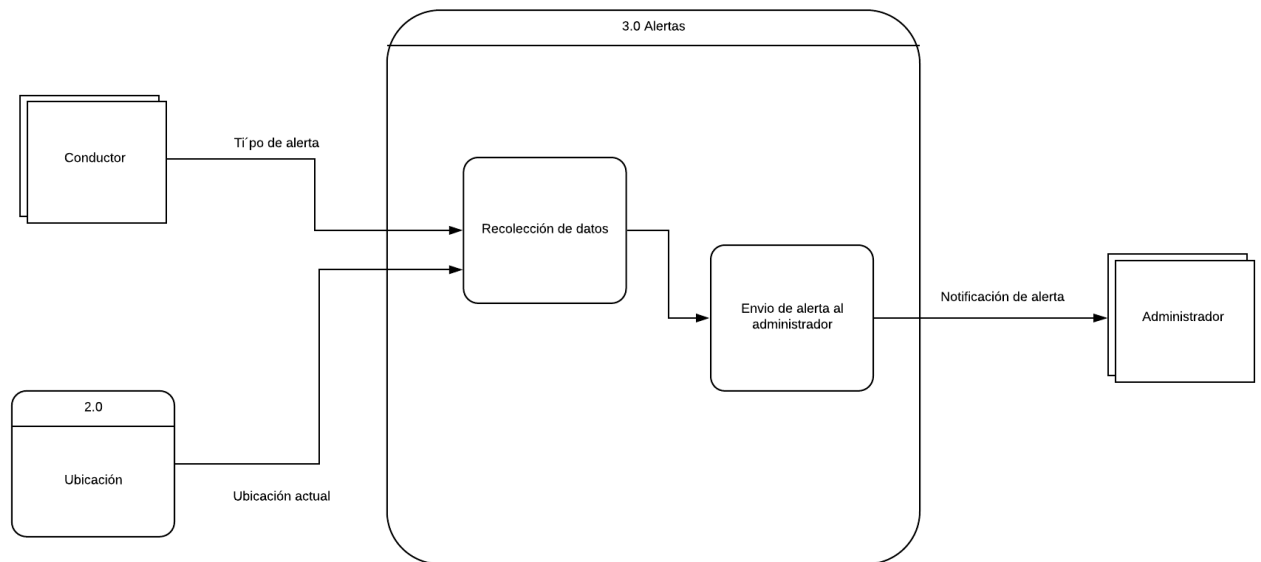 3.0 Alertas
Conductor
Ti´po de alerta
Recolección de datos
Envio de alerta al
administrador
Notificación de alerta
Administrador
2.0
Ubicación
Ubicación actual